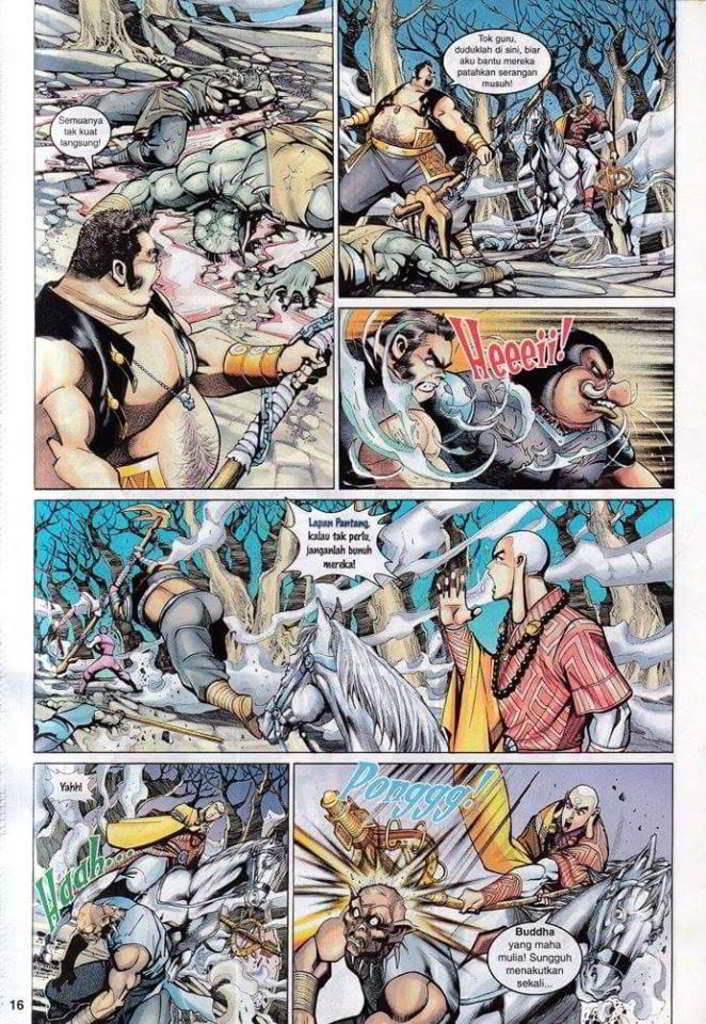 Semuanya
tak kuat
langsung!
Tok guru,
duduklah di sini, biar
aku bantu mereka
patahkan serangan
musuh!
Heeeii!
Lapan Pantang,
kalau tak perlu,
janganlah bunuh
mereka!
Yahh!
Haah...
Ponggg!
Buddha
yang maha
mulia! Sungguh
menakutkan
sekali...
16